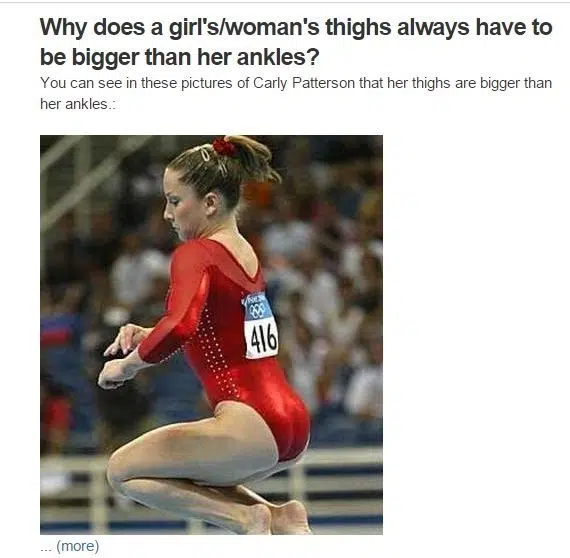 Why does a girl's/woman's thighs always have to
be bigger than her ankles?
You can see in these pictures of Carly Patterson that her thighs are bigger than
her ankles.:
416
... (more)